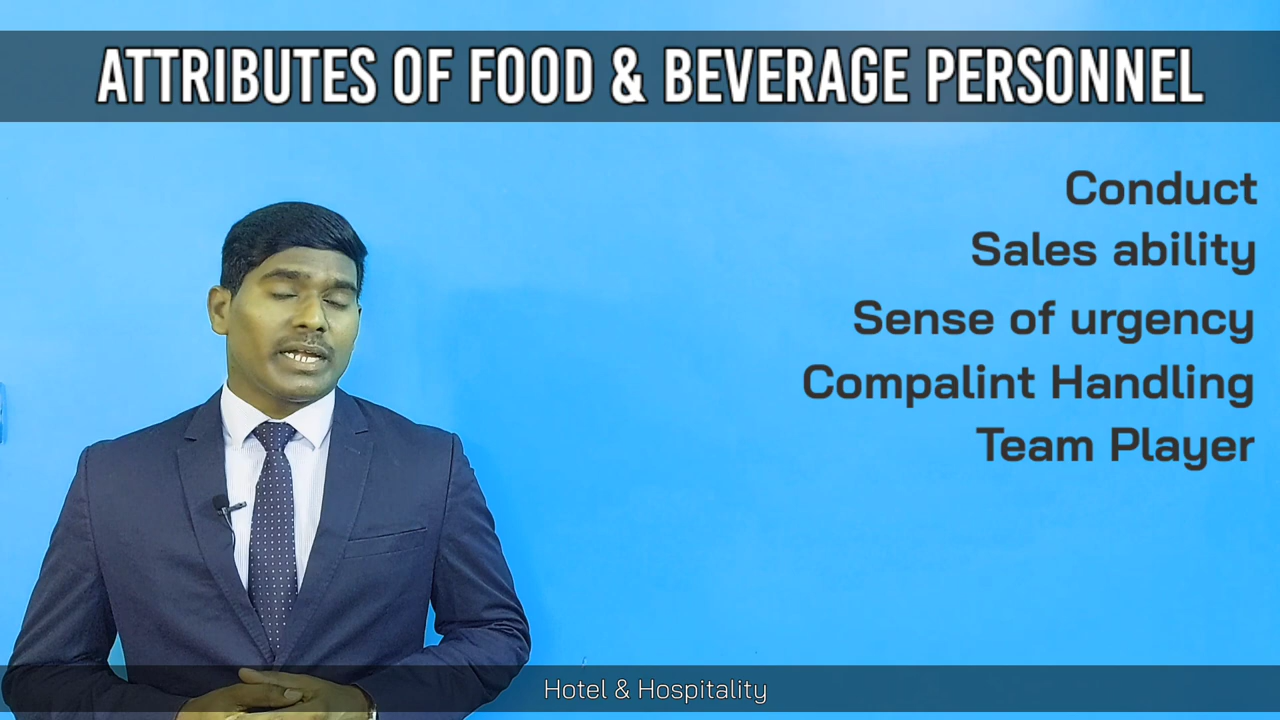 ATTRIBUTES OF FOOD & BEVERAGE PERSONNEL
Conduct
Sales ability
Sense of urgency
Compalint Handling
Team Player
Hotel & Hospitality